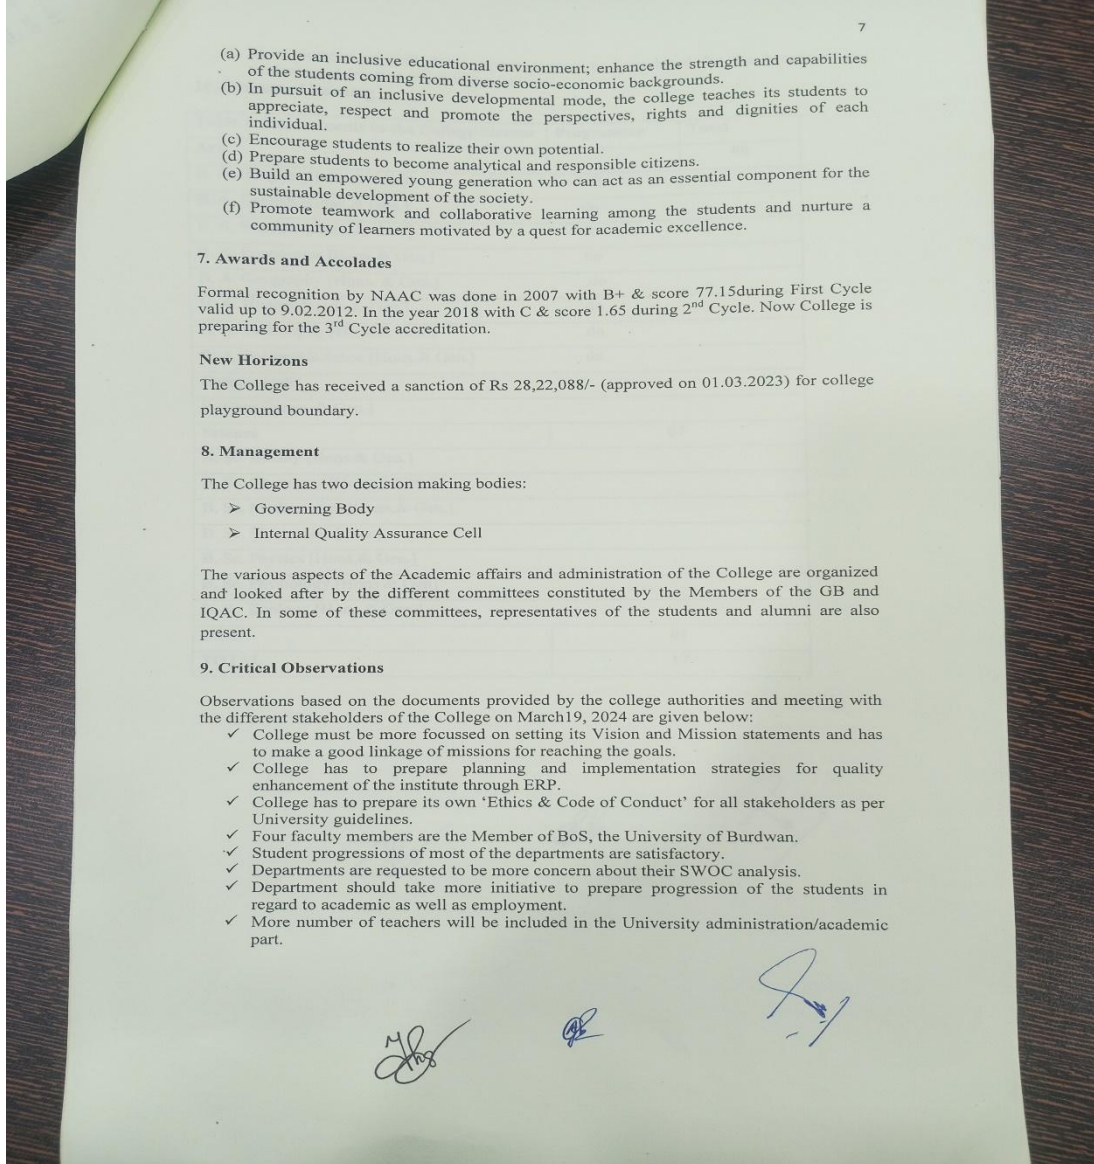 7
(a) Provide an inclusive educational environment; enhance the strength and capabilities
of the students coming from diverse socio-economic backgrounds.
(b) In pursuit of an inclusive developmental mode, the college teaches its students to
appreciate, respect and promote the perspectives, rights and dignities of each
individual.
(c) Encourage students to realize their own potential.
(d) Prepare students to become analytical and responsible citizens.
(e) Build an empowered young generation who can act as an essential component for the
sustainable development of the society.
(f) Promote teamwork and collaborative learning among the students and nurture a
community of learners motivated by a quest for academic excellence.
7. Awards and Accolades
Formal recognition by NAAC was done in 2007 with B+ & score 77.15during First Cycle
valid up to 9.02.2012. In the year 2018 with C & score 1.65 during 2nd Cycle. Now College is
preparing for the 3rd Cycle accreditation.
New Horizons
The College has received a sanction of Rs 28,22,088/- (approved on 01.03.2023) for college
playground boundary.
8. Management
The College has two decision making bodies:
➢ Governing Body
➢ Internal Quality Assurance Cell
The various aspects of the Academic affairs and administration of the College are organized
and looked after by the different committees constituted by the Members of the GB and
IQAC. In some of these committees, representatives of the students and alumni are also
present.
9. Critical Observations
Observations based on the documents provided by the college authorities and meeting with
the different stakeholders of the College on March19, 2024 are given below:
✓ College must be more focussed on setting its Vision and Mission statements and has
to make a good linkage of missions for reaching the goals.
✓ College has to prepare planning and implementation strategies for quality
enhancement of the institute through ERP.
✓ College has to prepare its own ‘Ethics & Code of Conduct’ for all stakeholders as per
University guidelines.
✓ Four faculty members are the Member of BoS, the University of Burdwan.
✓ Student progressions of most of the departments are satisfactory.
✓ Departments are requested to be more concern about their SWOC analysis.
✓ Department should take more initiative to prepare progression of the students in
regard to academic as well as employment.
✓ More number of teachers will be included in the University administration/academic
part.